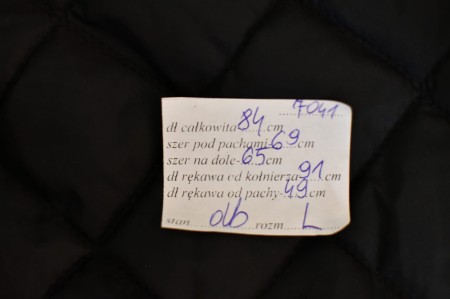 7041
dł całkowita 84 cm
szer pod pachami-69 cm
szer na dole-65 cm
dł rękawa od kołnierza-91 cm
dł rękawa od pachy-49 cm
stan db rozm L